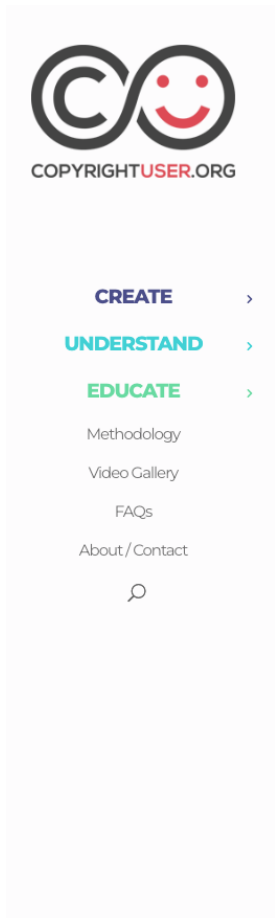 COPYRIGHTUSER.ORG
CREATE
UNDERSTAND
EDUCATE
Methodology
Video Gallery
FAQs
About / Contact